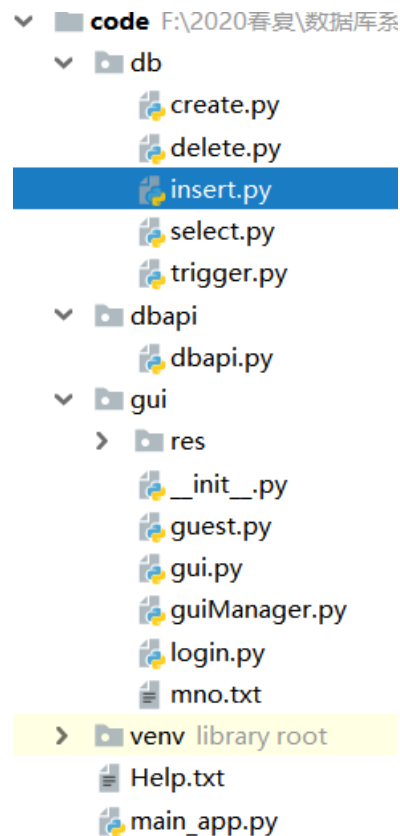 code F:\2020春夏\数据库系
db
create.py
delete.py
insert.py
select.py
trigger.py
dbapi
dbapi.py
gui
res
__init__.py
guest.py
gui.py
guiManager.py
login.py
mno.txt
venv library root
Help.txt
main_app.py